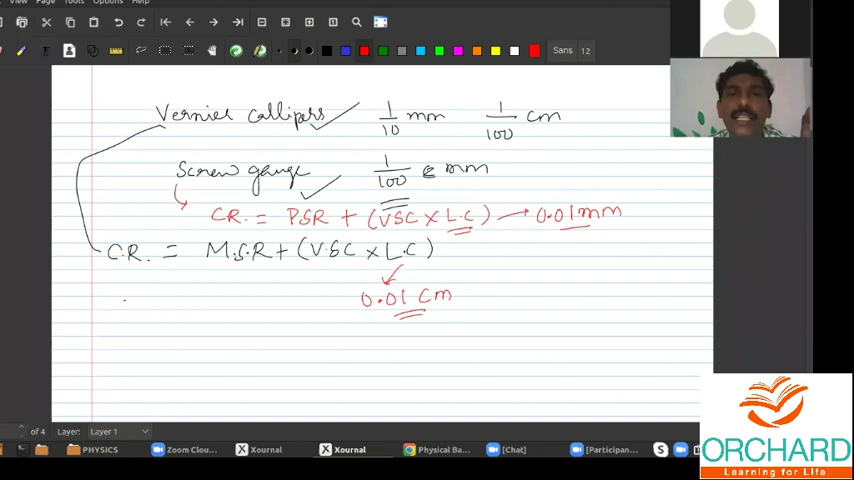 View Page Tools Options Help
Sans 12
Vernier Callipers 1/10 mm 1/100 cm
Screw gauge 1/100 mm
C.R. = P.S.R + (VSC × L.C) → 0.01mm
C.R. = M.S.R + (V.S.C × L.C)
0.01 Cm
of 4 Layer: Layer 1
PHYSICS Zoom Clou... Xournal Xournal Physical Ba... [Chat] [Participan...
ORCHARD
Learning for Life